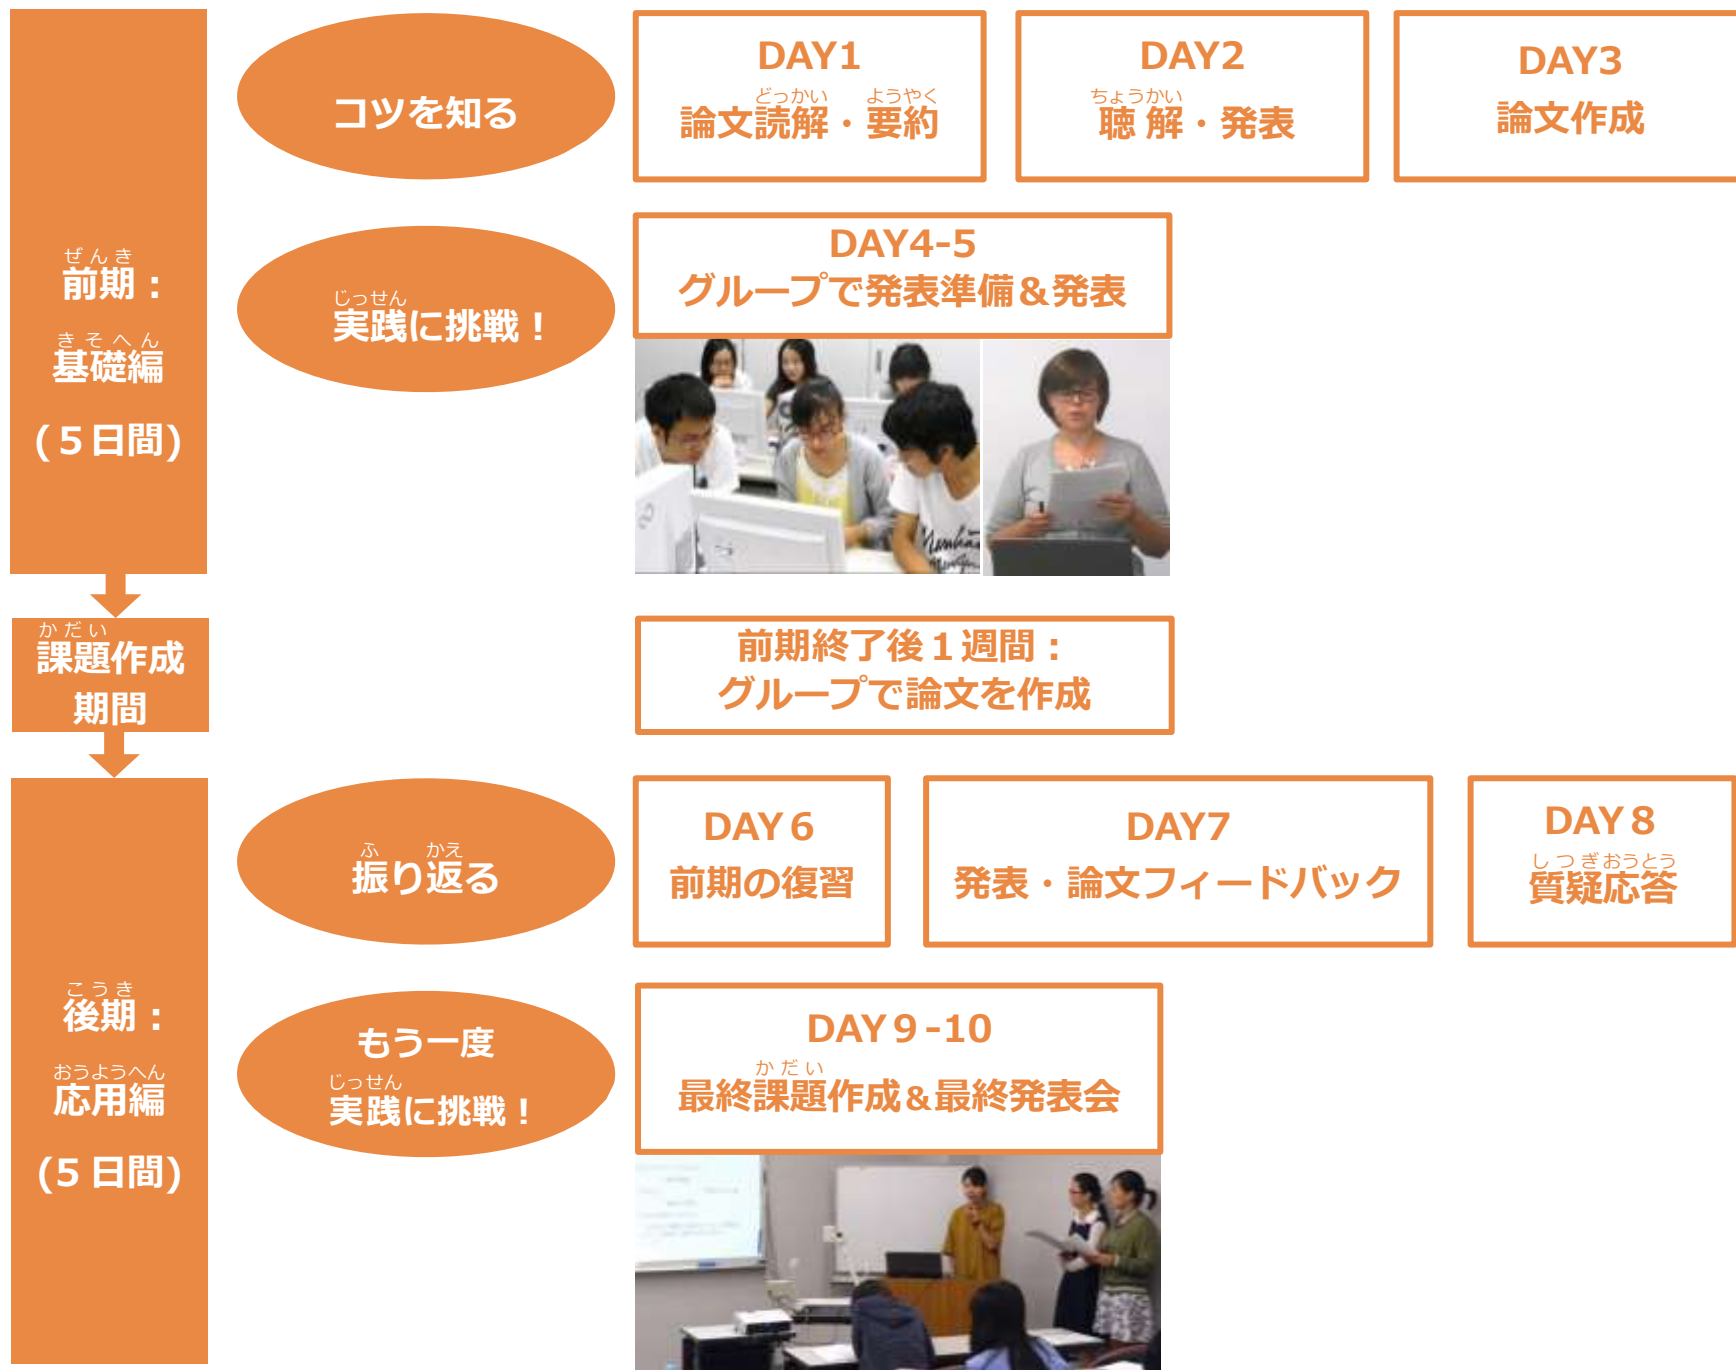 ぜんき
前期：
きそへん
基礎編
(５日間)
コツを知る
DAY1
どっかい ようやく
論文読解・要約
DAY2
ちょうかい
聴解・発表
DAY3
論文作成
じっせん
実践に挑戦！
DAY4-5
グループで発表準備＆発表
かだい
課題作成
期間
前期終了後１週間：
グループで論文を作成
こうき
後期：
おうようへん
応用編
(５日間)
ふ かえ
振り返る
DAY６
前期の復習
DAY7
発表・論文フィードバック
DAY８
しつぎおうとう
質疑応答
もう一度
じっせん
実践に挑戦！
DAY９-10
かだい
最終課題作成＆最終発表会